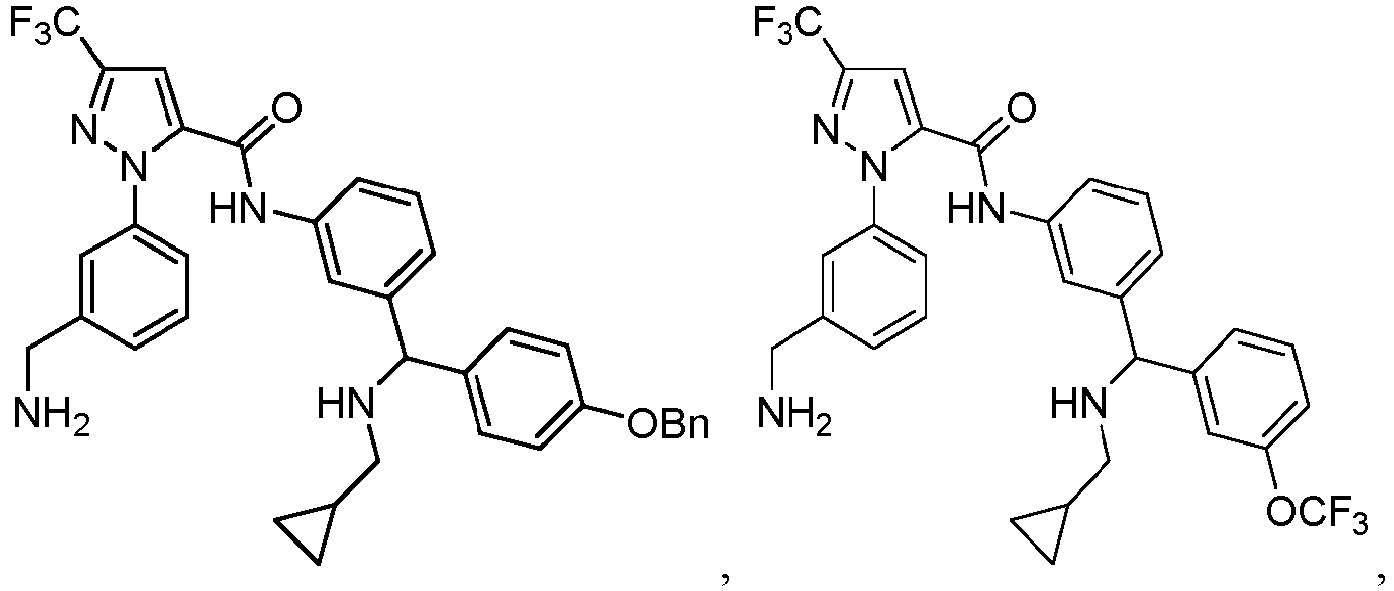 F₃C F₃C
O O
N N
N N
HN HN
HN HN
NH₂ NH₂
OBn
OCF₃
, ,